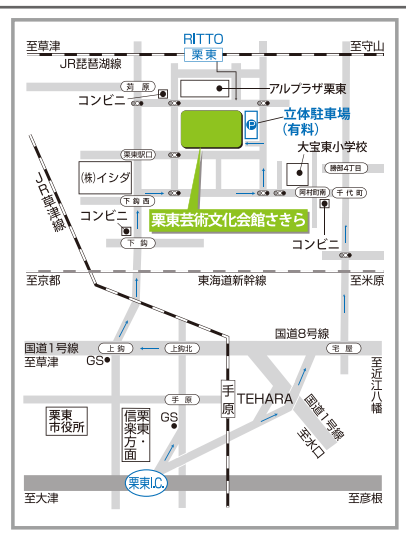 RITTO
至草津
栗東
至守山
JR琵琶湖線
苅原
アルプラザ栗東
コンビニ
立体駐車場
(有料)
P
大宝東小学校
栗東駅口
綣郵4丁目
(株)イシダ
下鈎西
阿村町南
千代町
栗東芸術文化会館さきら
コンビニ
コンビニ
下鈎
JR草津線
至京都
東海道新幹線
至米原
国道8号線
国道1号線
上鈎
上鈎北
宅屋
至草津
GS
至近江八幡
手原
手原
TEHARA
栗東
市役所
栗東・
信楽方面
GS
国道1号線
至水口
栗東I.C.
至大津
至彦根